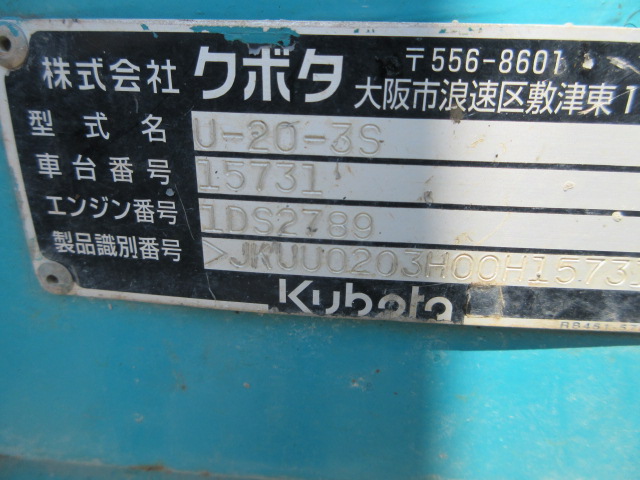 株式会社 クボタ 〒556-8601
大阪市浪速区敷津東1
型式名 U-20-3S
車台番号 15731
エンジン番号 1DS2789
製品識別番号 >JKUU0203H00H15731
Kubota